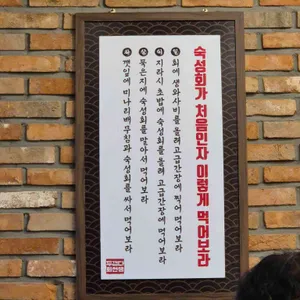 숙성회가 처음인자 이렇게 먹어보라
회에 생와사비를 올려 고급간장에 찍어 먹어보라
지라시 초밥에 숙성회를 올려 고급간장에 먹어보라
묵은지에 숙성회를 말아서 먹어보라
깻잎에 미나리배무침과 숙성회를 싸서 먹어보라